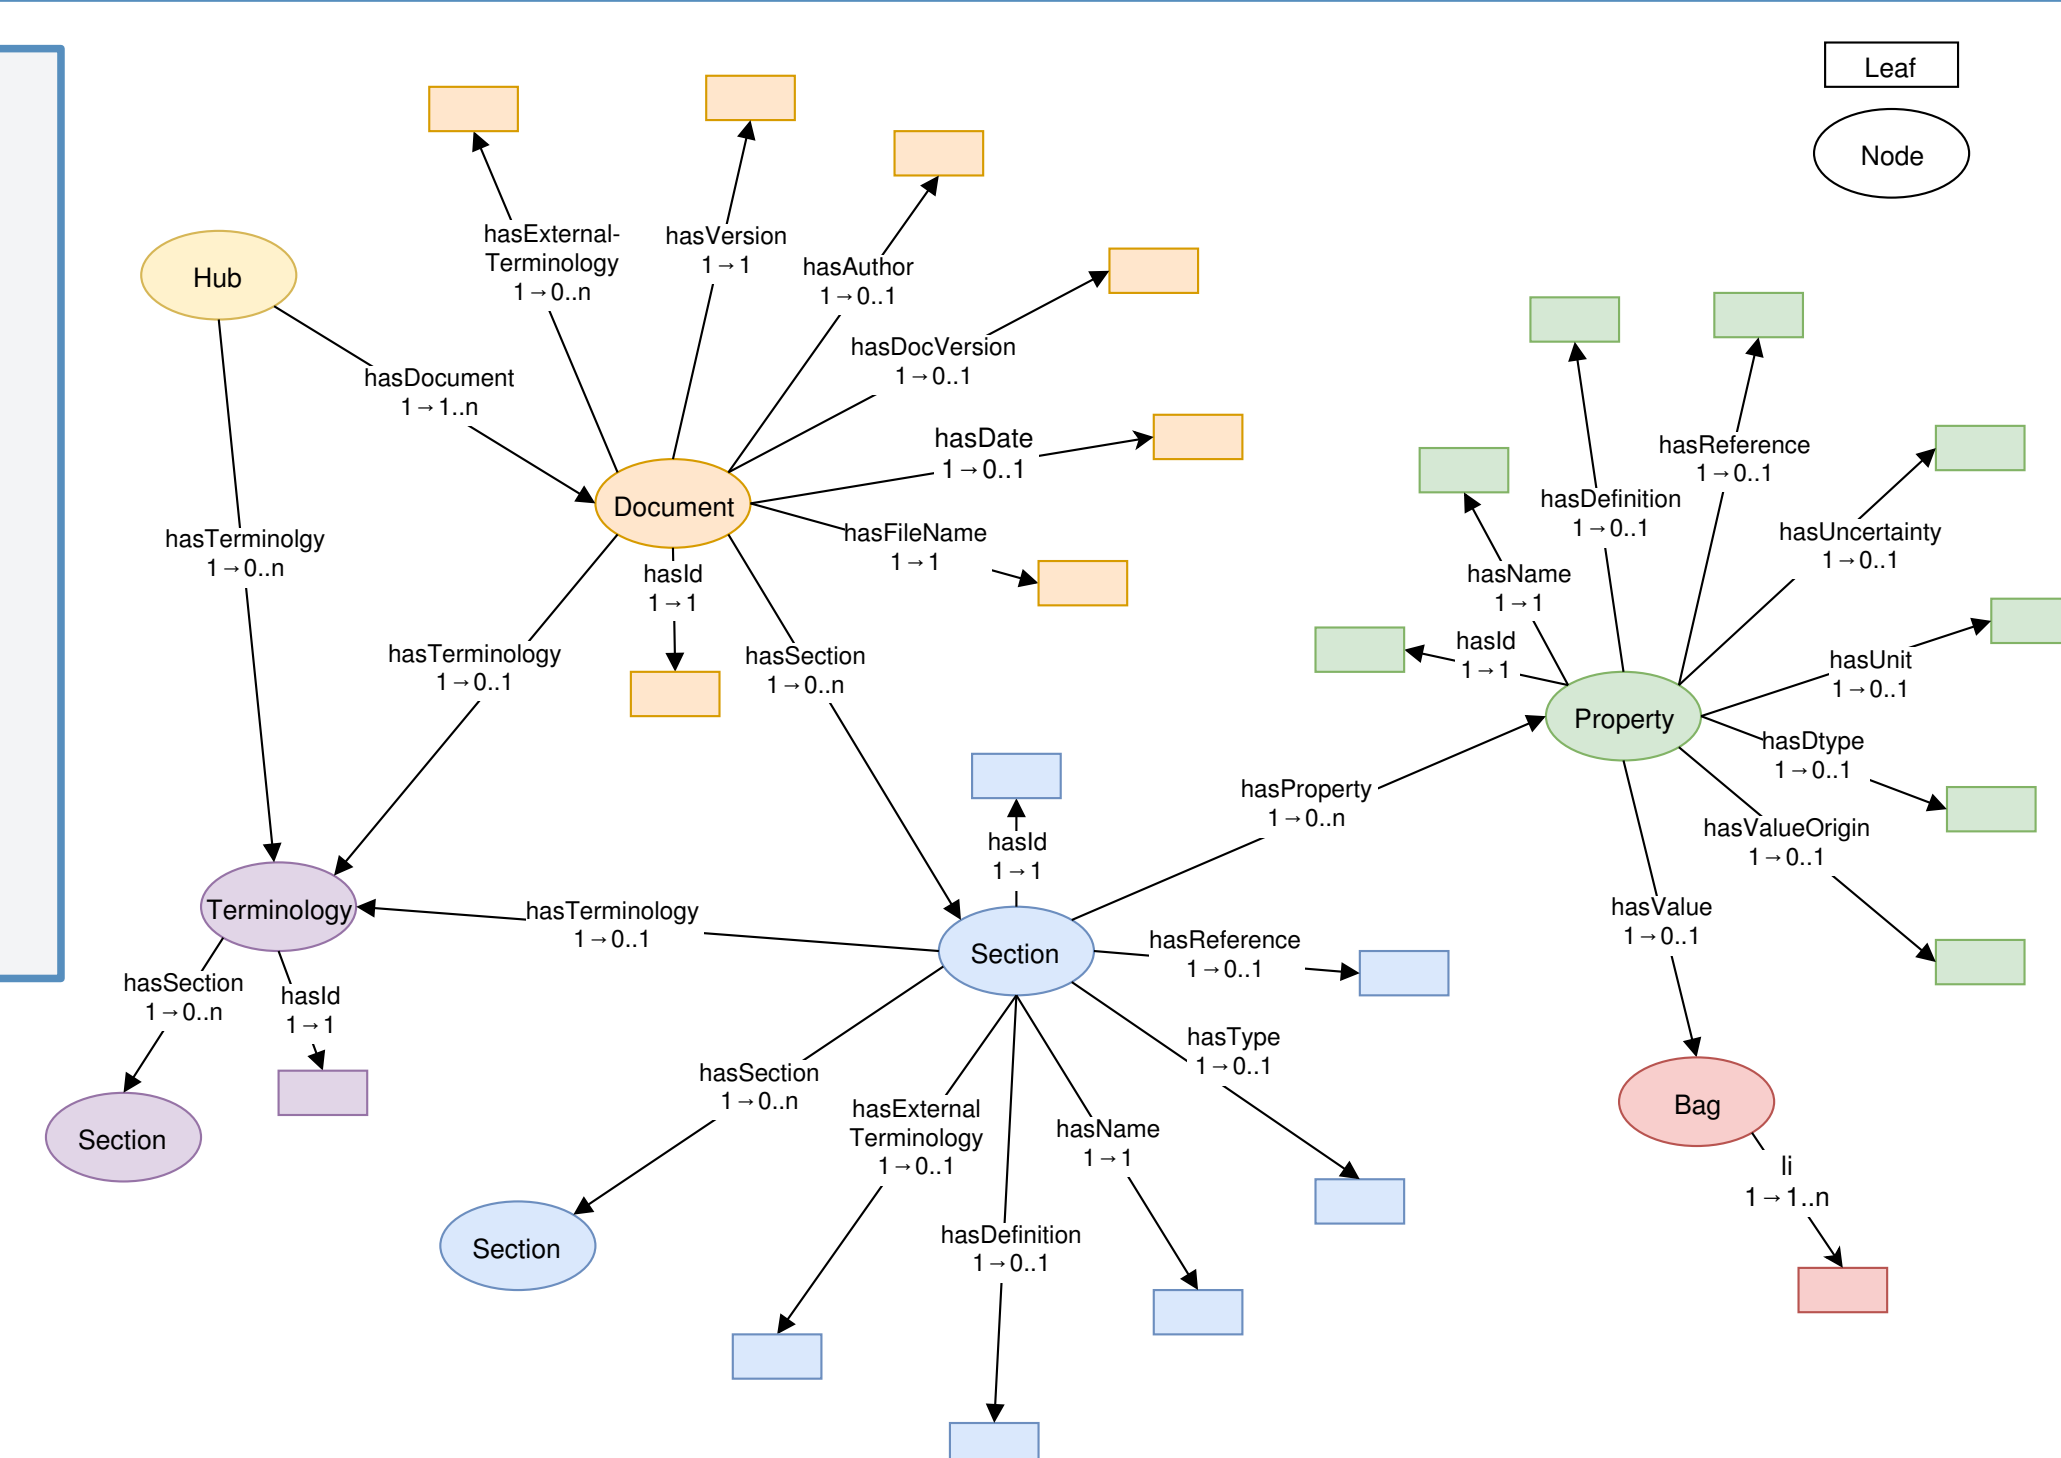 Leaf
Node
hasExternal-
Terminology
1→0..n
hasVersion
1→1
hasAuthor
1→0..1
Hub
hasDocVersion
1→0..1
hasDocument
1→1..n
hasDate
1→0..1
Document
hasFileName
1→1
hasId
1→1
hasTerminolgy
1→0..n
hasTerminology
1→0..1
hasSection
1→0..n
hasReference
1→0..1
hasDefinition
1→0..1
hasUncertainty
1→0..1
hasName
1→1
hasId
1→1
hasUnit
1→0..1
Property
hasDtype
1→0..1
hasProperty
1→0..n
hasValueOrigin
1→0..1
hasId
1→1
hasValue
1→0..1
Terminology
hasTerminology
1→0..1
Section
hasReference
1→0..1
hasSection
1→0..n
hasId
1→1
hasType
1→0..1
hasSection
1→0..n
hasExternal
Terminology
1→0..1
hasName
1→1
Bag
Section
li
1→1..n
hasDefinition
1→0..1
Section